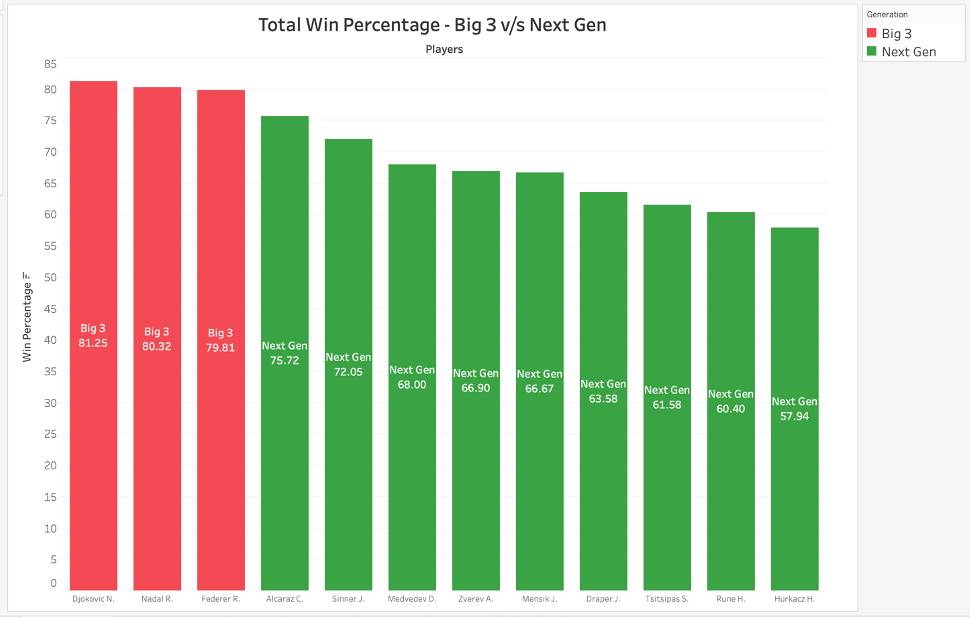 Total Win Percentage - Big 3 v/s Next Gen
Players
Generation
Big 3
Next Gen
Win Percentage
85
80
75
70
65
60
55
50
45
40
35
30
25
20
15
10
5
0
Big 3
81.25
Big 3
80.32
Big 3
79.81
Next Gen
75.72
Next Gen
72.05
Next Gen
68.00
Next Gen
66.90
Next Gen
66.67
Next Gen
63.58
Next Gen
61.58
Next Gen
60.40
Next Gen
57.94
Djokovic N.
Nadal R.
Federer R.
Alcaraz C.
Sinner J.
Medvedev D.
Zverev A.
Mensik J.
Draper J.
Tsitsipas S.
Rune H.
Hurkacz H.